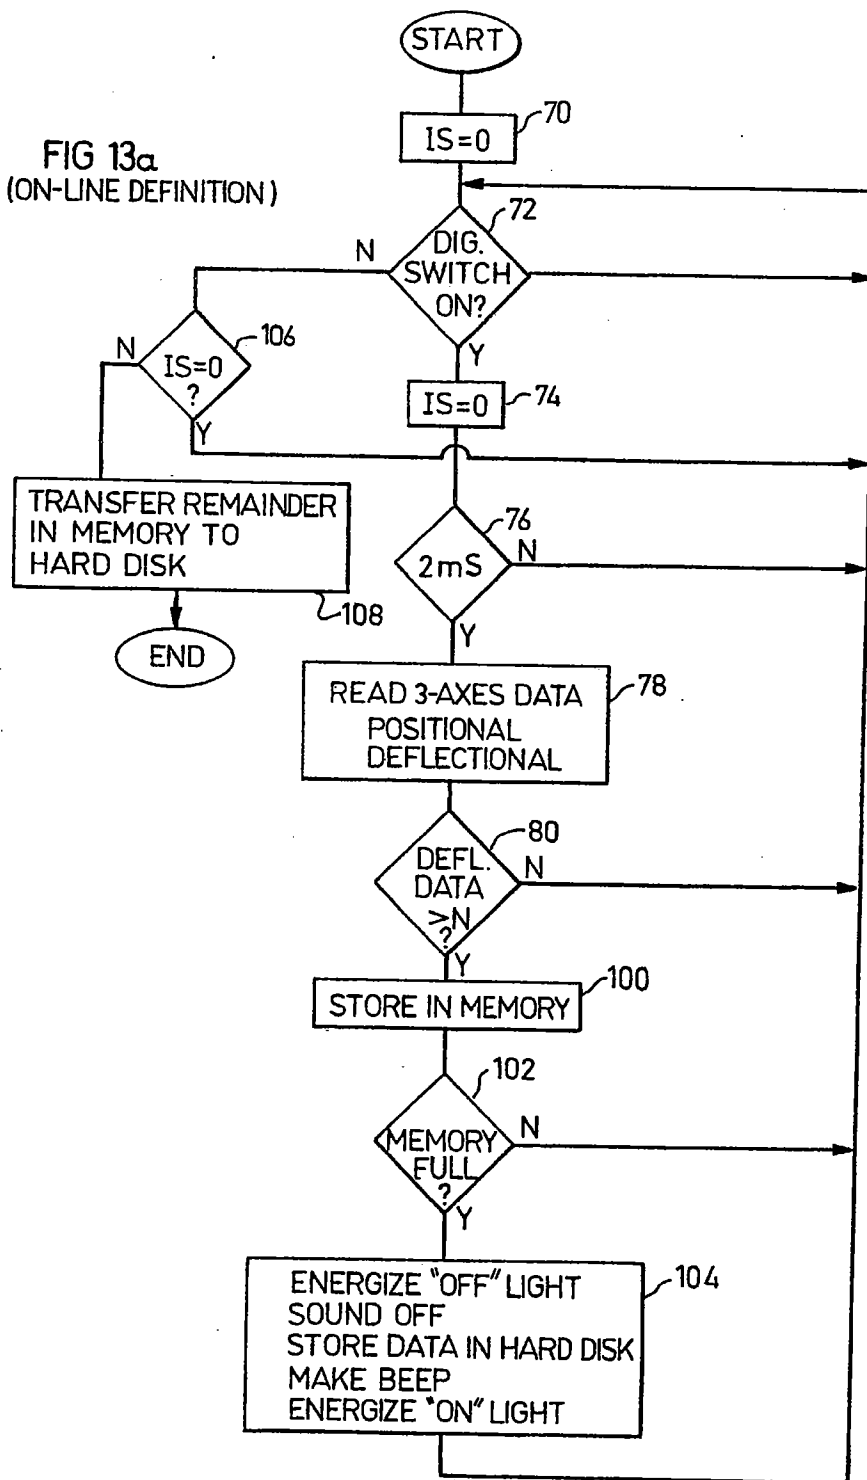 START
70
IS=0
FIG 13a
(ON-LINE DEFINITION)
72
DIG.
SWITCH
ON?
N
Y
106
N
IS=0
?
Y
74
IS=0
TRANSFER REMAINDER
IN MEMORY TO
HARD DISK
108
END
76
2mS
N
Y
78
READ 3-AXES DATA
POSITIONAL
DEFLECTIONAL
80
DEFL.
DATA
>N
?
N
Y
100
STORE IN MEMORY
102
MEMORY
FULL
?
N
Y
104
ENERGIZE "OFF" LIGHT
SOUND OFF
STORE DATA IN HARD DISK
MAKE BEEP
ENERGIZE "ON" LIGHT